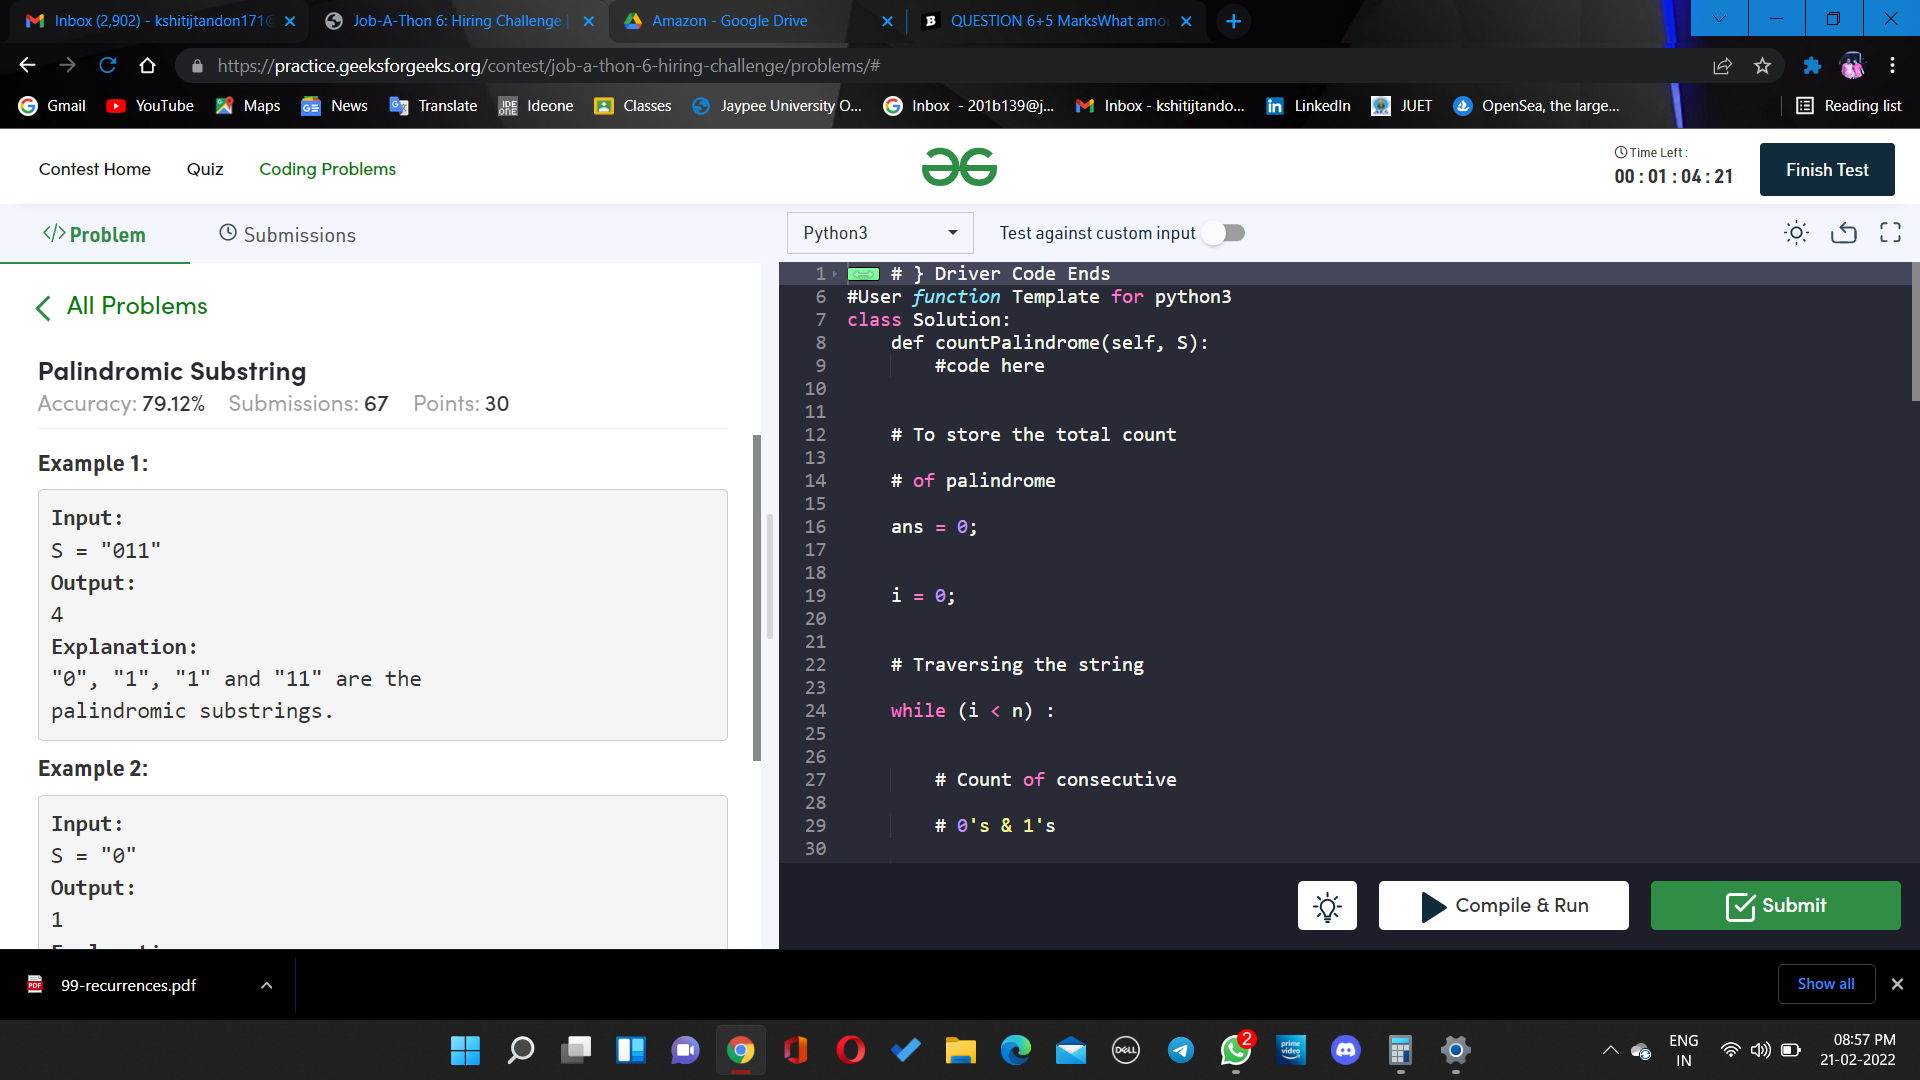 Inbox (2,902) - kshitijtandon171@
Job-A-Thon 6: Hiring Challenge |
Amazon - Google Drive
QUESTION 6+5 MarksWhat amo
https://practice.geeksforgeeks.org/contest/job-a-thon-6-hiring-challenge/problems/#
Gmail
YouTube
Maps
News
Translate
Ideone
Classes
Jaypee University O...
Inbox - 201b139@j...
Inbox - kshitijtando...
LinkedIn
JUET
OpenSea, the large...
Reading list
Contest Home
Quiz
Coding Problems
Time Left :
00 : 01 : 04 : 21
Finish Test
</> Problem
Submissions
Python3
Test against custom input
All Problems
Palindromic Substring
Accuracy: 79.12% Submissions: 67 Points: 30
Example 1:
Input:
S = "011"
Output:
4
Explanation:
"0", "1", "1" and "11" are the
palindromic substrings.
Example 2:
Input:
S = "0"
Output:
1
1 # } Driver Code Ends
6 #User function Template for python3
7 class Solution:
8 def countPalindrome(self, S):
9 #code here
10
11
12 # To store the total count
13
14 # of palindrome
15
16 ans = 0;
17
18
19 i = 0;
20
21
22 # Traversing the string
23
24 while (i < n) :
25
26
27 # Count of consecutive
28
29 # 0's & 1's
30
Compile & Run
Submit
99-recurrences.pdf
Show all
DELL
prime video
2
ENG
IN
08:57 PM
21-02-2022